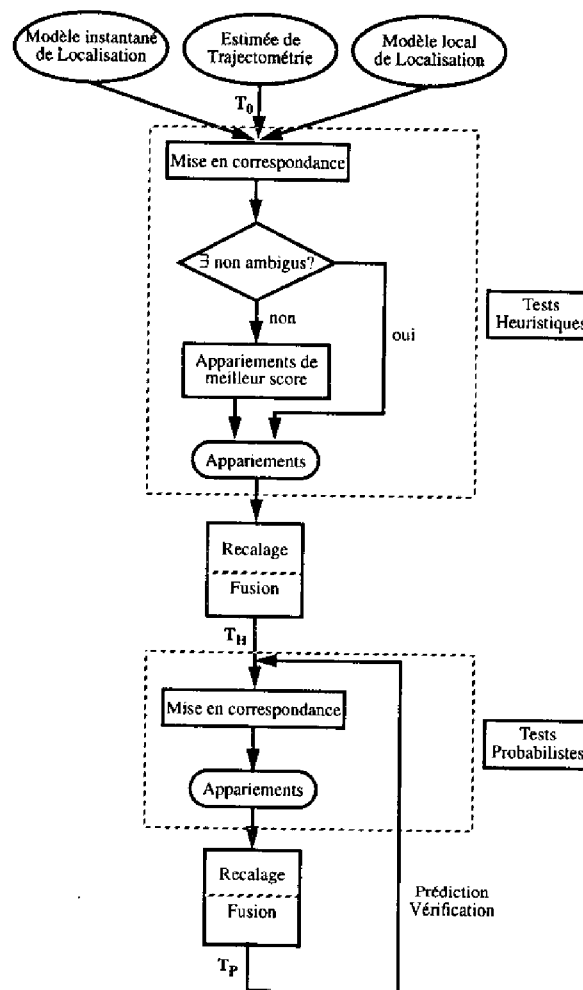 Modèle instantané
de Localisation
Estimée de
Trajectométrie
Modèle local
de Localisation
T0
Mise en correspondance
∃ non ambigus?
non
oui
Tests
Heuristiques
Appariements de
meilleur score
Appariements
Recalage
Fusion
TH
Mise en correspondance
Tests
Probabilistes
Appariements
Recalage
Fusion
Prédiction
Vérification
TP